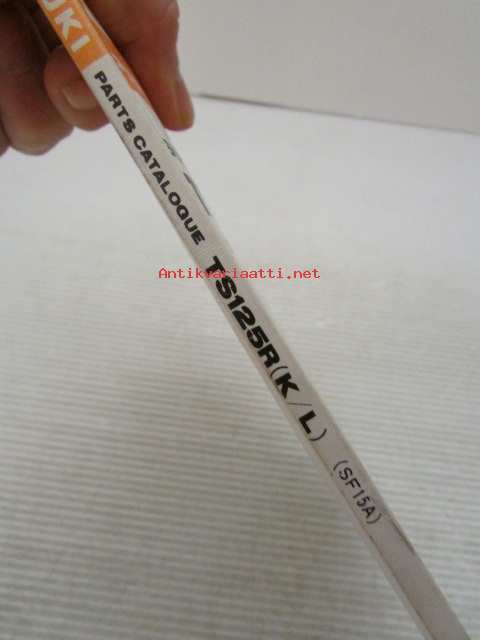 UKI PARTS CATALOGUE TS125R(K/L) (SF15A)
Antikvariaatti.net